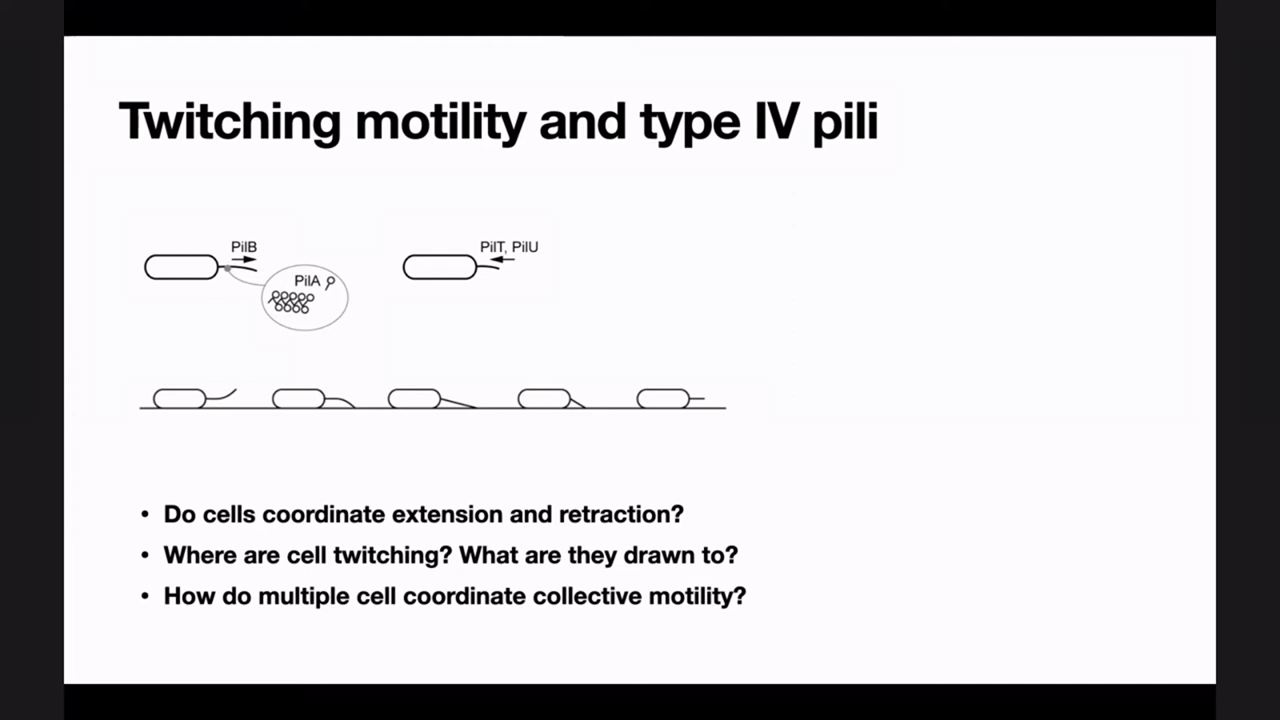 Twitching motility and type IV pili
PilB
PilT, PilU
PilA
• Do cells coordinate extension and retraction?
• Where are cell twitching? What are they drawn to?
• How do multiple cell coordinate collective motility?